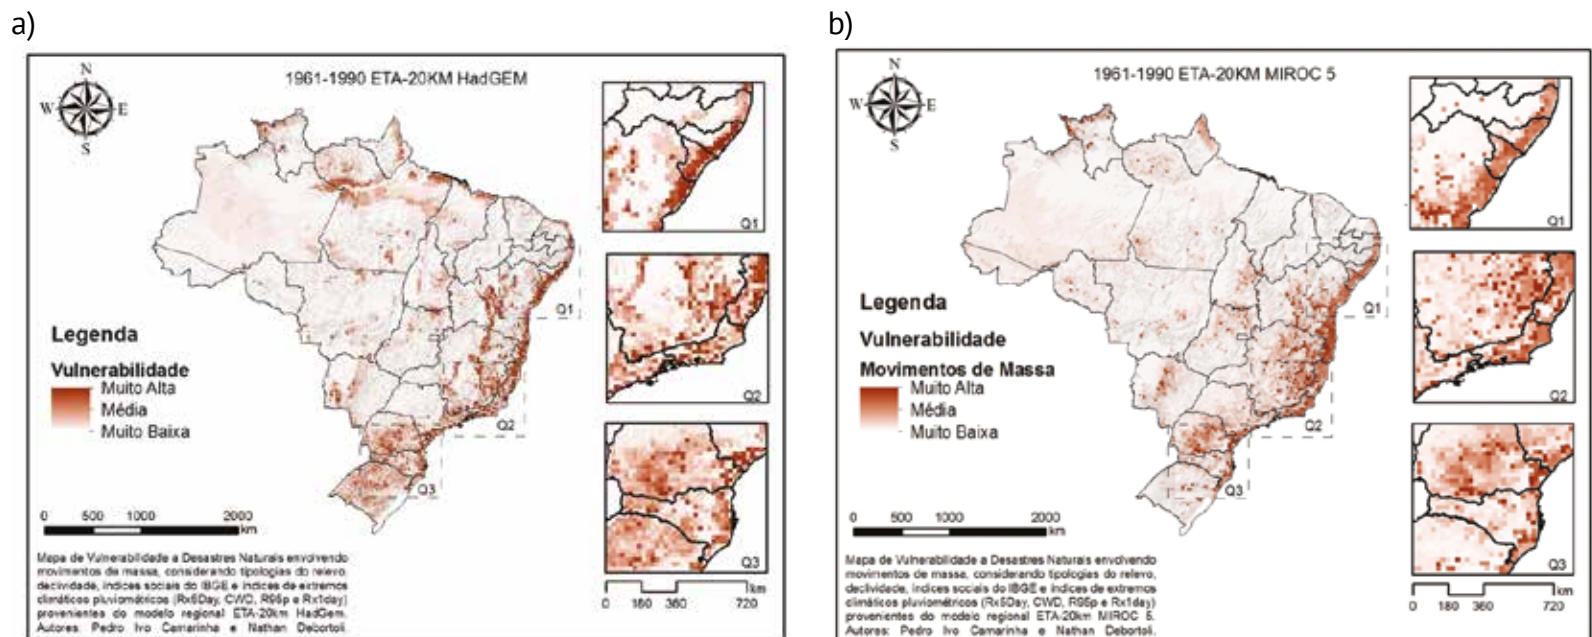 a)
1961-1990 ETA-20KM HadGEM
N
W
E
S
Q1
Q2
Q3
Q1
Q2
Q3
Legenda
Vulnerabilidade
Muito Alta
Média
Muito Baixa
0 500 1000 2000
km
Mapa de Vulnerabilidade a Desastres Naturais envolvendo
movimentos de massa, considerando tipologias do relevo,
declividade, índices sociais do IBGE e índices de extremos
climáticos pluviométricos (Rx5Day, CWD, R95p e Rx1day)
provenientes do modelo regional ETA-20km HadGem.
Autores: Pedro Ivo Camarinha e Nathan Debortoli.
km
0 180 360 720
b)
1961-1990 ETA-20KM MIROC 5
N
W
E
S
Q1
Q2
Q3
Q1
Q2
Q3
Legenda
Vulnerabilidade
Movimentos de Massa
Muito Alta
Média
Muito Baixa
0 500 1000 2000
km
Mapa de Vulnerabilidade a Desastres Naturais envolvendo
movimentos de massa, considerando tipologias do relevo,
declividade, índices sociais do IBGE e índices de extremos
climáticos pluviométricos (Rx5Day, CWD, R95p e Rx1day)
provenientes do modelo regional ETA-20km MIROC 5.
Autores: Pedro Ivo Camarinha e Nathan Debortoli.
km
0 180 360 720